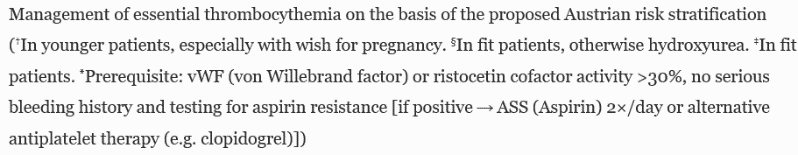 Management of essential thrombocythemia on the basis of the proposed Austrian risk stratification
(†In younger patients, especially with wish for pregnancy. §In fit patients, otherwise hydroxyurea. ‡In fit
patients. *Prerequisite: vWF (von Willebrand factor) or ristocetin cofactor activity >30%, no serious
bleeding history and testing for aspirin resistance [if positive → ASS (Aspirin) 2×/day or alternative
antiplatelet therapy (e.g. clopidogrel)])